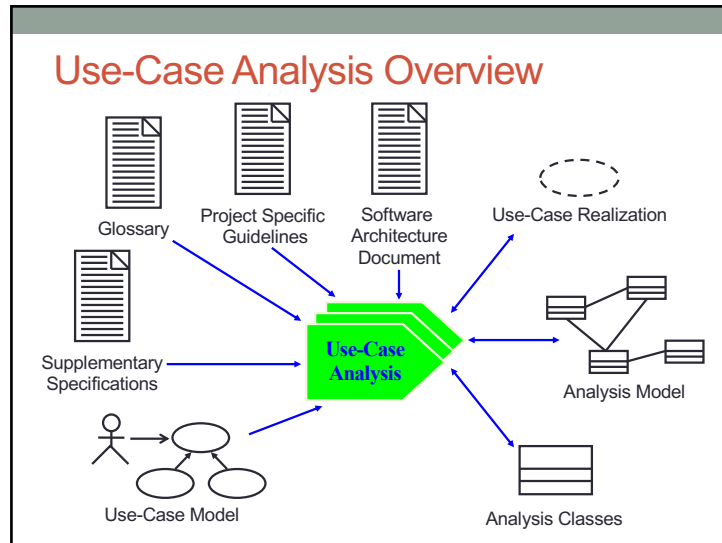 Use-Case Analysis Overview
Glossary
Project Specific
Guidelines
Software
Architecture
Document
Use-Case Realization
Supplementary
Specifications
Use-Case
Analysis
Analysis Model
Use-Case Model
Analysis Classes